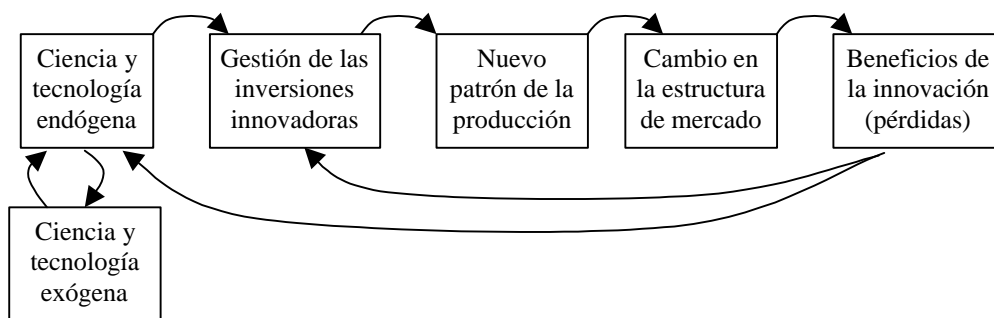 Ciencia y
tecnología
endógena
Gestión de las
inversiones
innovadoras
Nuevo
patrón de la
producción
Cambio en
la estructura
de mercado
Beneficios de
la innovación
(pérdidas)
Ciencia y
tecnología
exógena